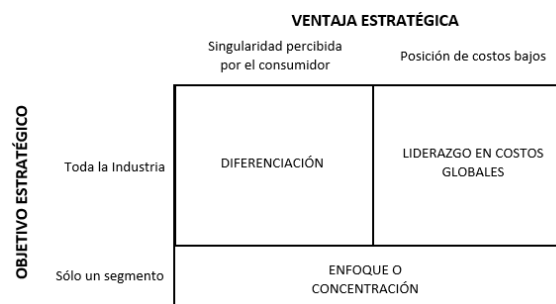 VENTAJA ESTRATÉGICA
Singularidad percibida
por el consumidor
Posición de costos bajos
OBJETIVO ESTRATÉGICO
Toda la Industria
DIFERENCIACIÓN
LIDERAZGO EN COSTOS
GLOBALES
Sólo un segmento
ENFOQUE O
CONCENTRACIÓN